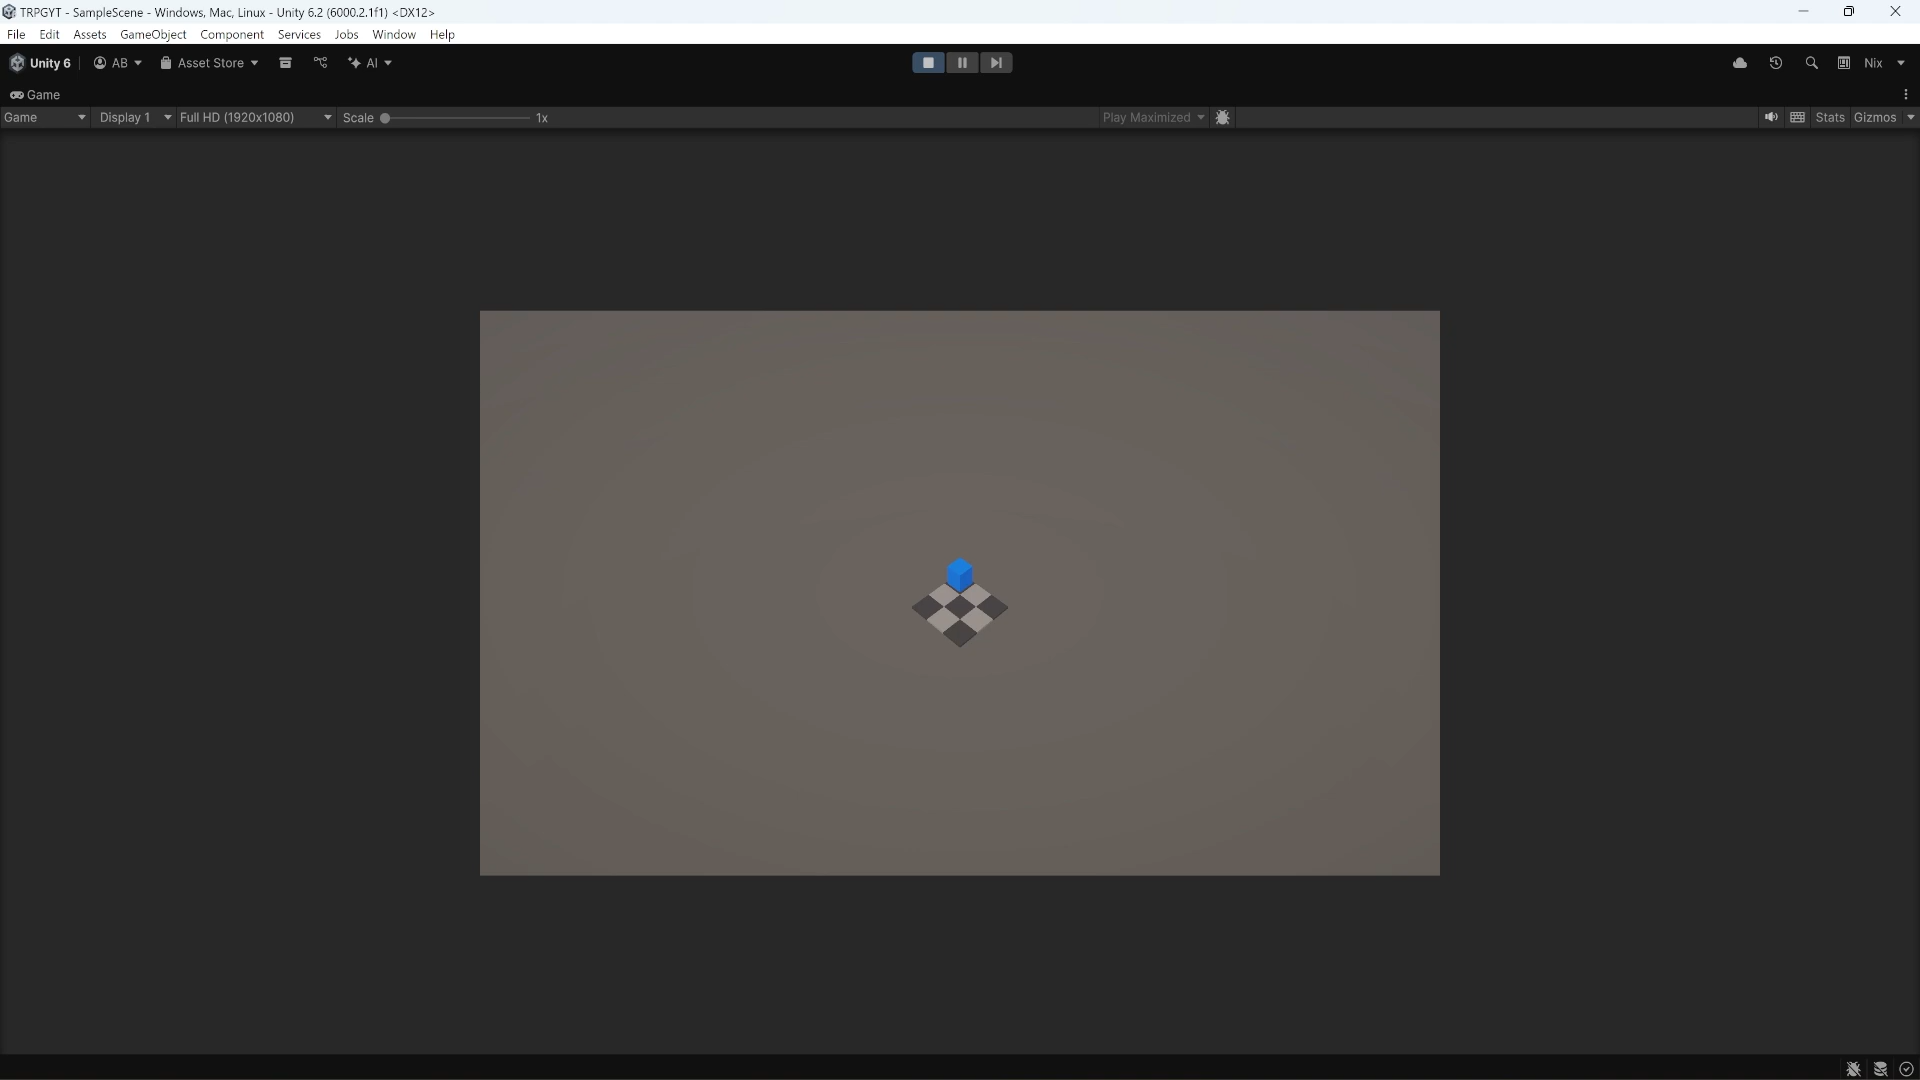 TRPGYT - SampleScene - Windows, Mac, Linux - Unity 6.2 (6000.2.1f1) <DX12>
File Edit Assets GameObject Component Services Jobs Window Help
Unity 6 AB Asset Store AI Nix
Game
Game Display 1 Full HD (1920x1080) Scale 1x Play Maximized Stats Gizmos